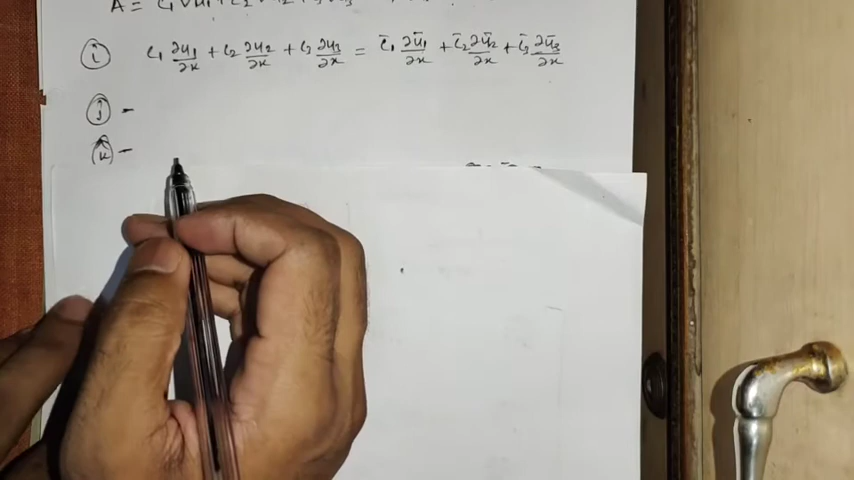 A =
(i) c₁ ∂u₁/∂x + c₂ ∂u₂/∂x + c₃ ∂u₃/∂x = c̄₁ ∂ū₁/∂x + c̄₂ ∂ū₂/∂x + c̄₃ ∂ū₃/∂x
(j) -
(k) -